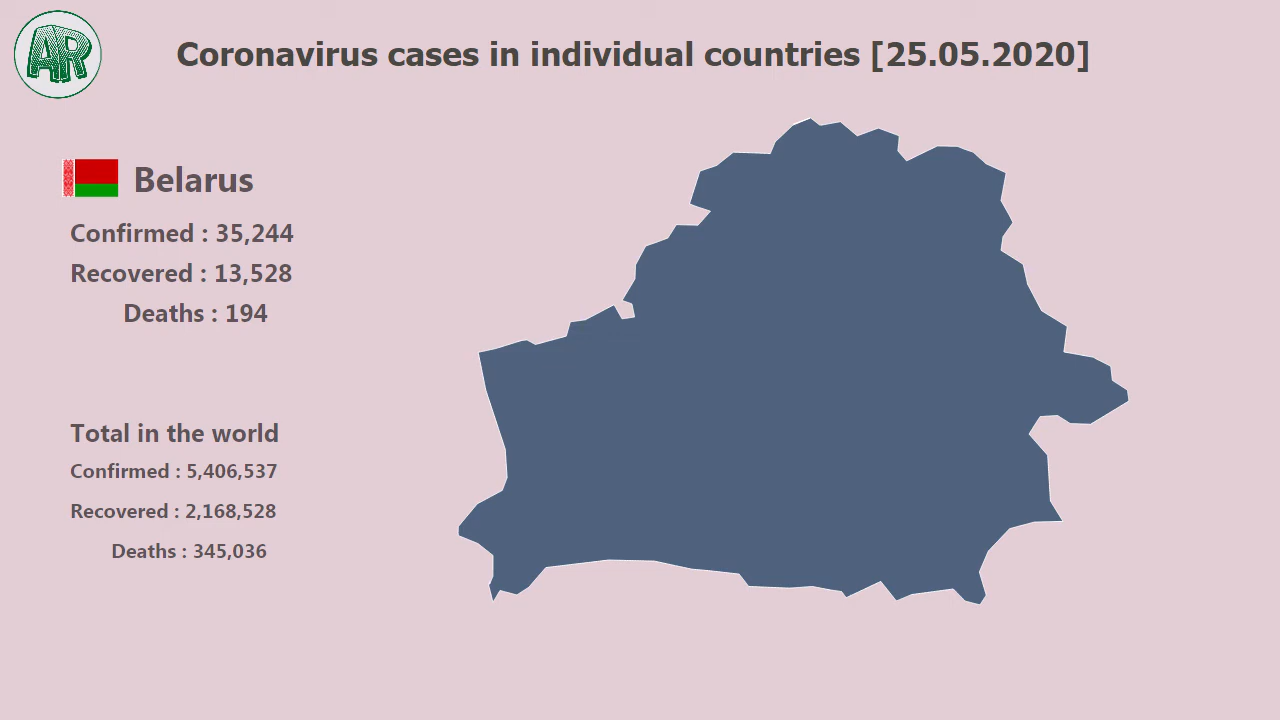 AR
Coronavirus cases in individual countries [25.05.2020]
Belarus
Confirmed : 35,244
Recovered : 13,528
Deaths : 194
Total in the world
Confirmed : 5,406,537
Recovered : 2,168,528
Deaths : 345,036